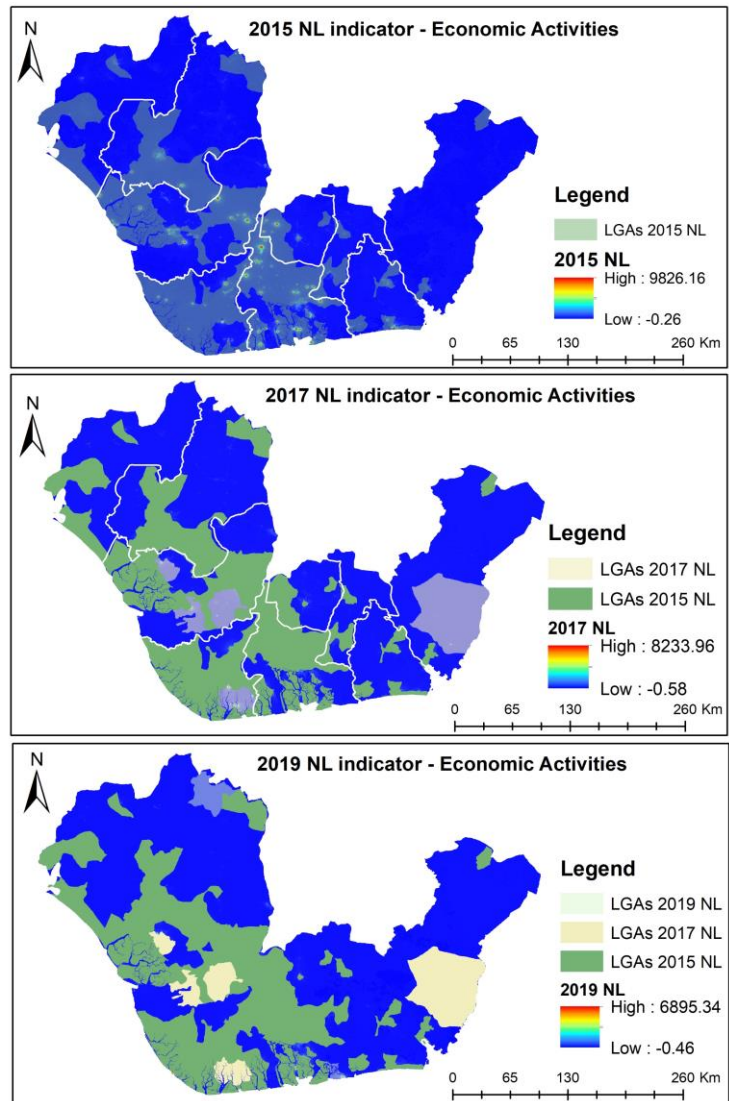 2015 NL indicator - Economic Activities
N
Legend
LGAs 2015 NL
2015 NL
High : 9826.16
Low : -0.26
0 65 130 260 Km
2017 NL indicator - Economic Activities
N
Legend
LGAs 2017 NL
LGAs 2015 NL
2017 NL
High : 8233.96
Low : -0.58
0 65 130 260 Km
2019 NL indicator - Economic Activities
N
Legend
LGAs 2019 NL
LGAs 2017 NL
LGAs 2015 NL
2019 NL
High : 6895.34
Low : -0.46
0 65 130 260 Km